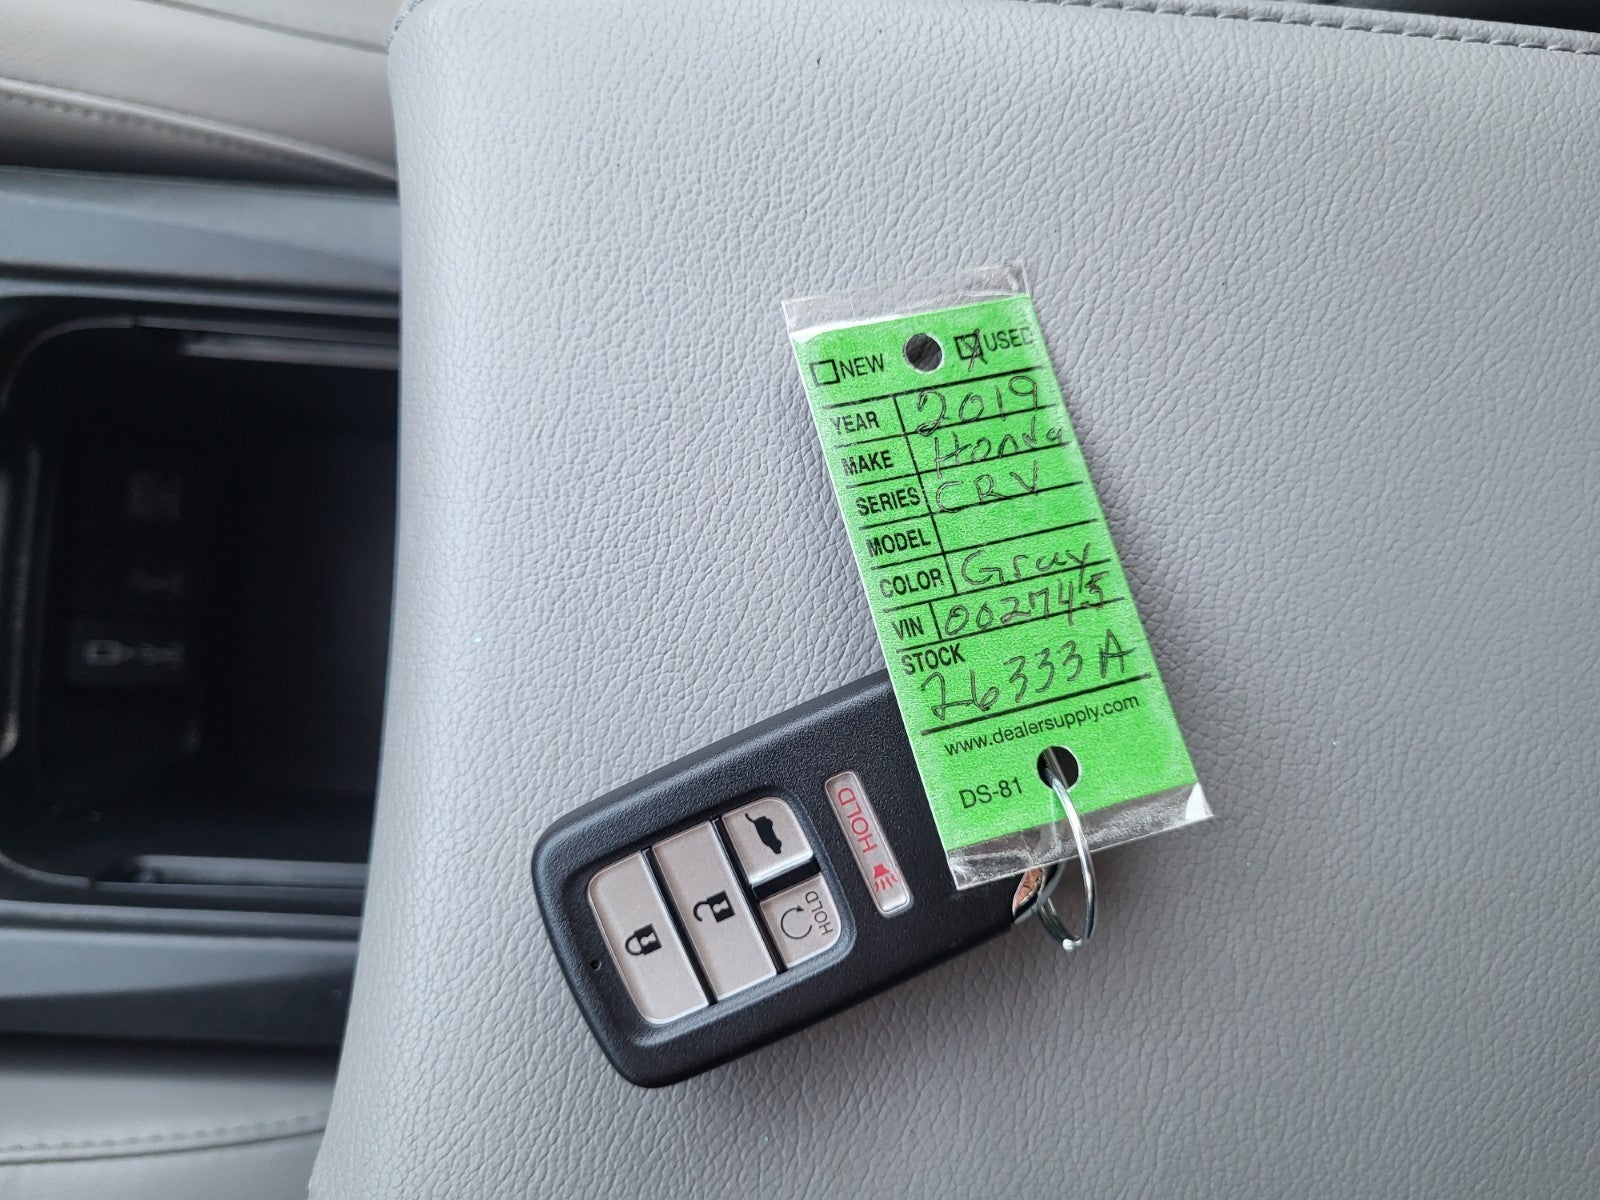 NEW
USED
YEAR 2019
MAKE Honda
SERIES CRV
MODEL
COLOR Gray
VIN 002745
STOCK
26333A
www.dealersupply.com
DS-81
HOLD
HOLD